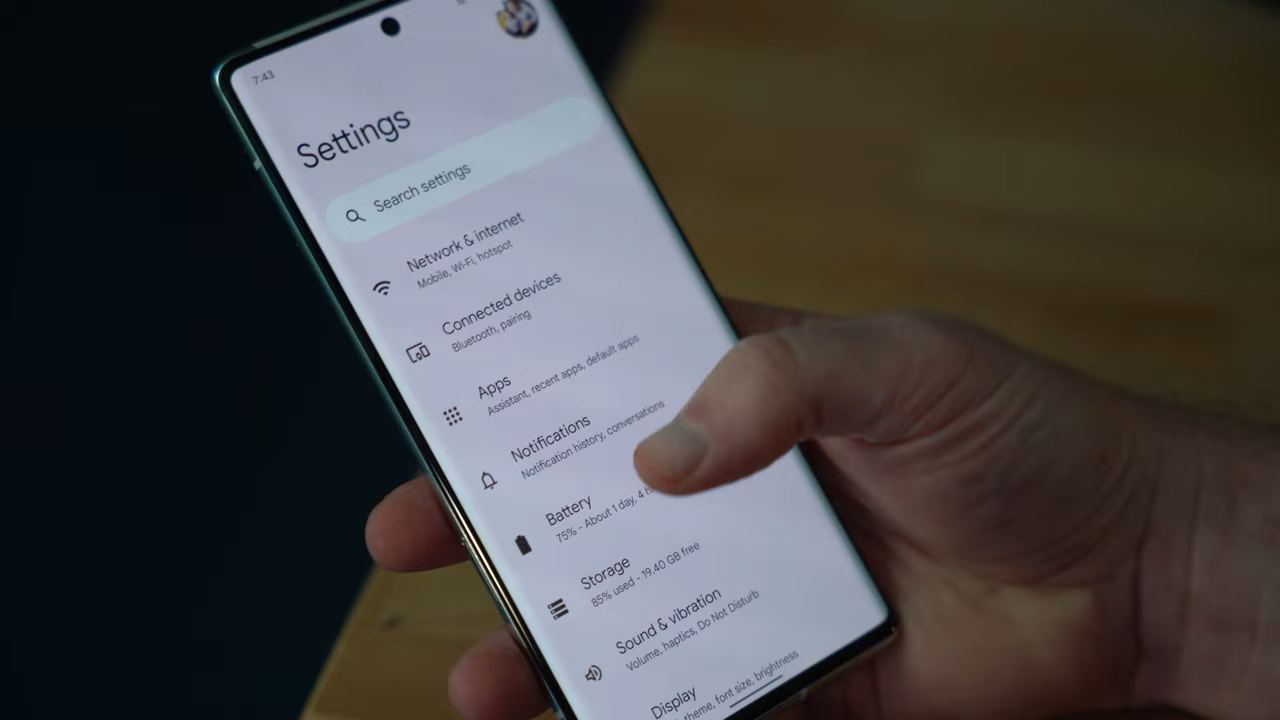 7:43
Settings
Search settings
Network & internet
Mobile, Wi-Fi, hotspot
Connected devices
Bluetooth, pairing
Apps
Assistant, recent apps, default apps
Notifications
Notification history, conversations
Battery
75% - About 1 day, 4
Storage
85% used - 19.40 GB free
Sound & vibration
Volume, haptics, Do Not Disturb
Display
theme, font size, brightness